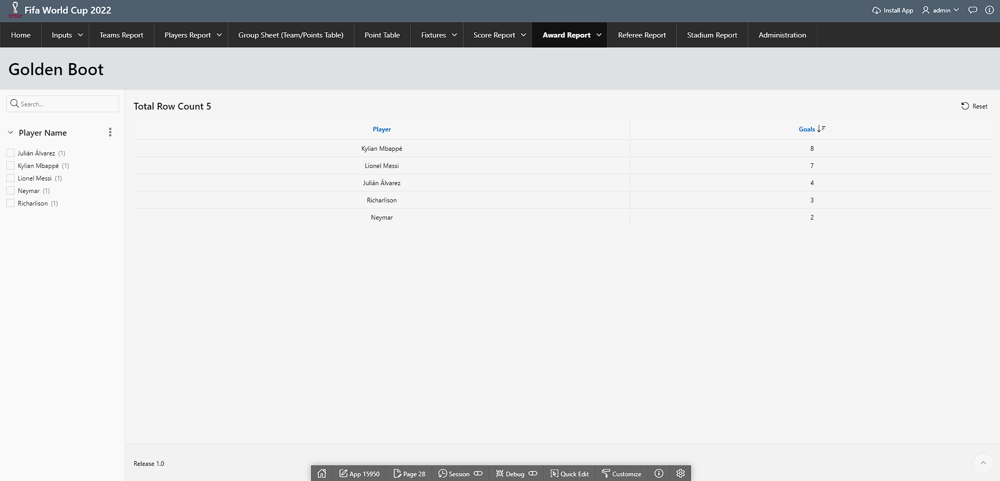 Fifa World Cup 2022
Install App admin
Home Inputs Teams Report Players Report Group Sheet (Team/Points Table) Point Table Fixtures Score Report Award Report Referee Report Stadium Report Administration
Golden Boot
Search...
Player Name
Julián Álvarez (1)
Kylian Mbappé (1)
Lionel Messi (1)
Neymar (1)
Richarlison (1)
Total Row Count 5
Reset
Player Goals
Kylian Mbappé 8
Lionel Messi 7
Julián Álvarez 4
Richarlison 3
Neymar 2
Release 1.0
App 15950 Page 28 Session Debug Quick Edit Customize